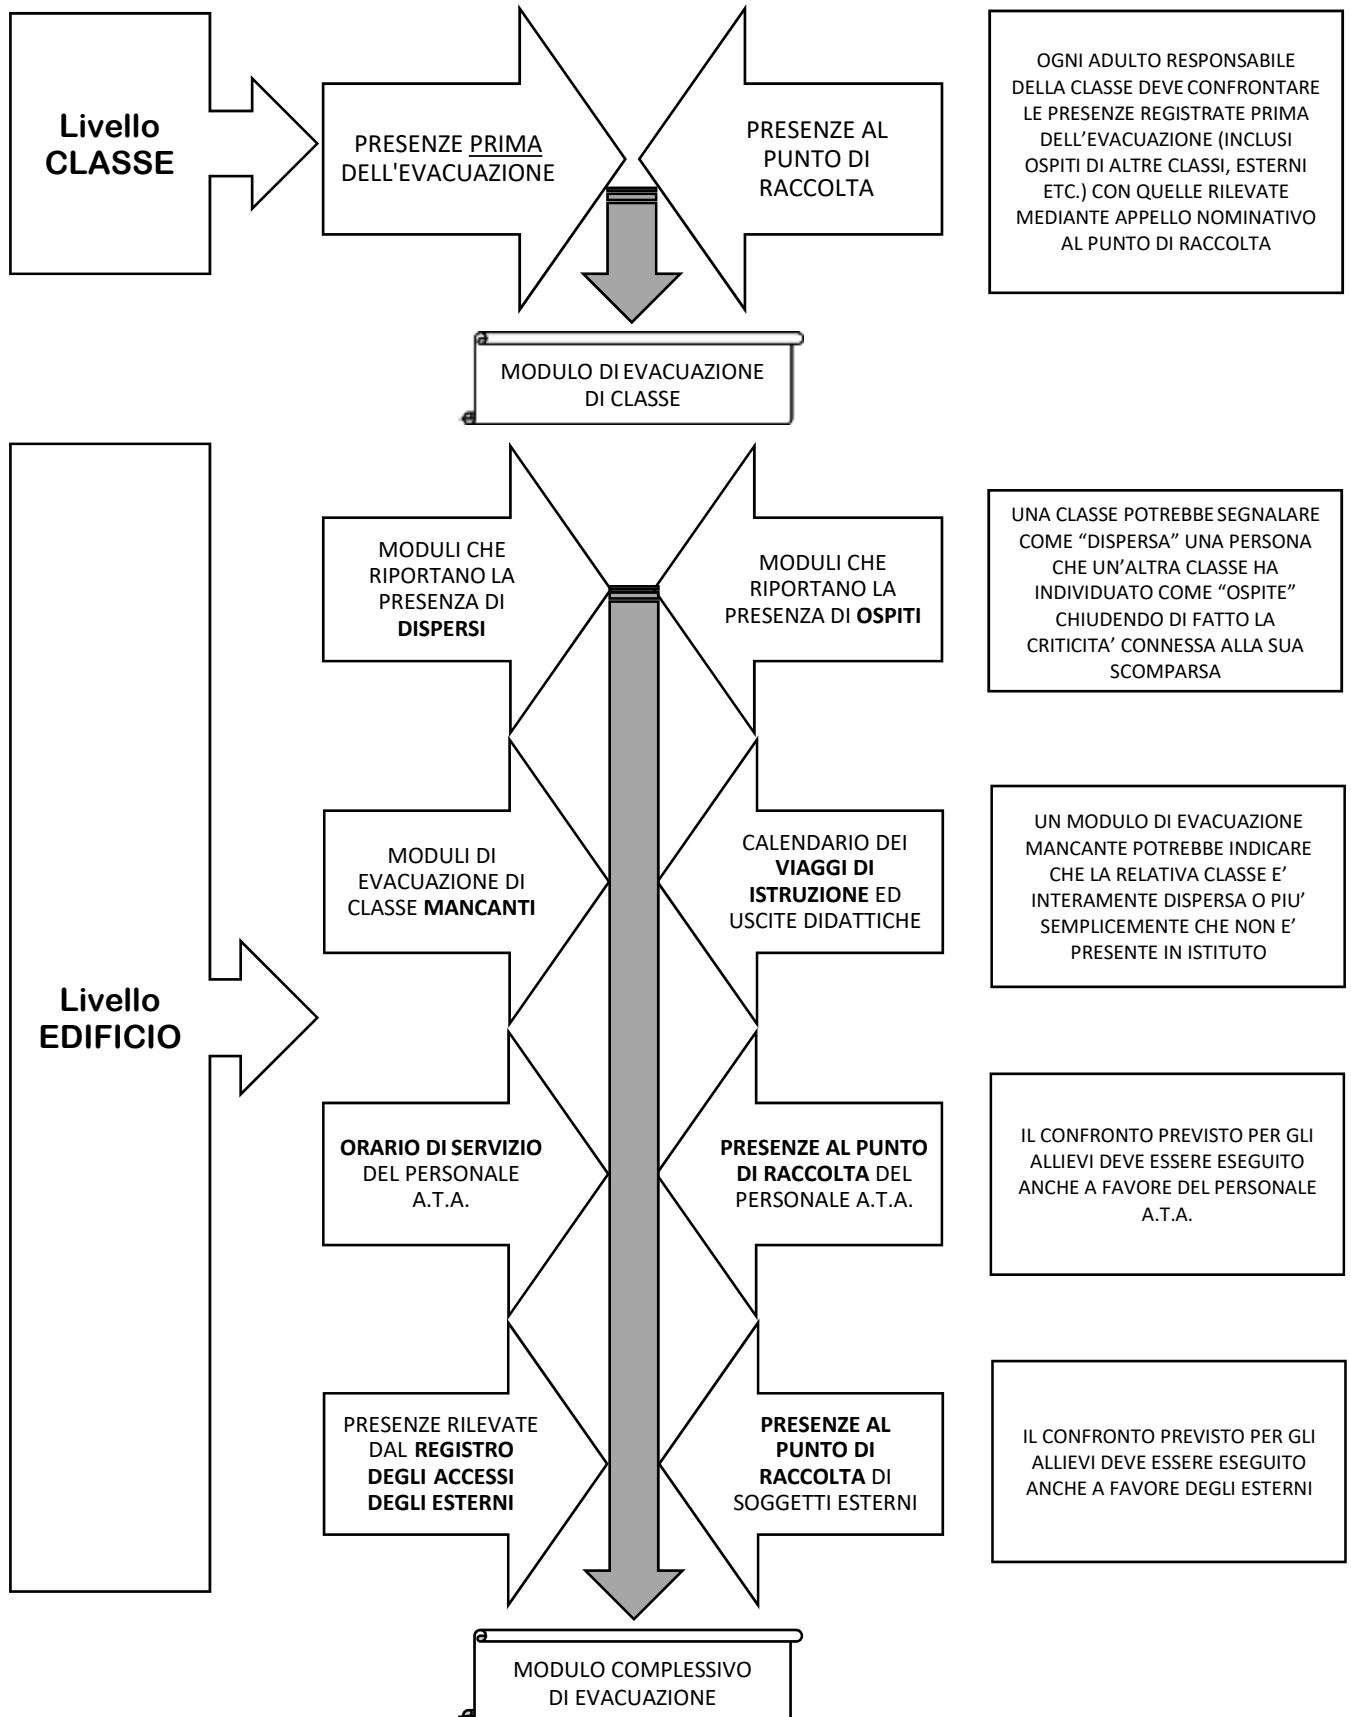 Livello
CLASSE
PRESENZE PRIMA
DELL'EVACUAZIONE
PRESENZE AL
PUNTO DI
RACCOLTA
OGNI ADULTO RESPONSABILE
DELLA CLASSE DEVE CONFRONTARE
LE PRESENZE REGISTRATE PRIMA
DELL’EVACUAZIONE (INCLUSI
OSPITI DI ALTRE CLASSI, ESTERNI
ETC.) CON QUELLE RILEVATE
MEDIANTE APPELLO NOMINATIVO
AL PUNTO DI RACCOLTA
MODULO DI EVACUAZIONE
DI CLASSE
Livello
EDIFICIO
MODULI CHE
RIPORTANO LA
PRESENZA DI
DISPERSI
MODULI CHE
RIPORTANO LA
PRESENZA DI OSPITI
UNA CLASSE POTREBBE SEGNALARE
COME “DISPERSA” UNA PERSONA
CHE UN’ALTRA CLASSE HA
INDIVIDUATO COME “OSPITE”
CHIUDENDO DI FATTO LA
CRITICITA’ CONNESSA ALLA SUA
SCOMPARSA
MODULI DI
EVACUAZIONE DI
CLASSE MANCANTI
CALENDARIO DEI
VIAGGI DI
ISTRUZIONE ED
USCITE DIDATTICHE
UN MODULO DI EVACUAZIONE
MANCANTE POTREBBE INDICARE
CHE LA RELATIVA CLASSE E’
INTERAMENTE DISPERSA O PIU’
SEMPLICEMENTE CHE NON E’
PRESENTE IN ISTITUTO
ORARIO DI SERVIZIO
DEL PERSONALE
A.T.A.
PRESENZE AL PUNTO
DI RACCOLTA DEL
PERSONALE A.T.A.
IL CONFRONTO PREVISTO PER GLI
ALLIEVI DEVE ESSERE ESEGUITO
ANCHE A FAVORE DEL PERSONALE
A.T.A.
PRESENZE RILEVATE
DAL REGISTRO
DEGLI ACCESSI
DEGLI ESTERNI
PRESENZE AL
PUNTO DI
RACCOLTA DI
SOGGETTI ESTERNI
IL CONFRONTO PREVISTO PER GLI
ALLIEVI DEVE ESSERE ESEGUITO
ANCHE A FAVORE DEGLI ESTERNI
MODULO COMPLESSIVO
DI EVACUAZIONE